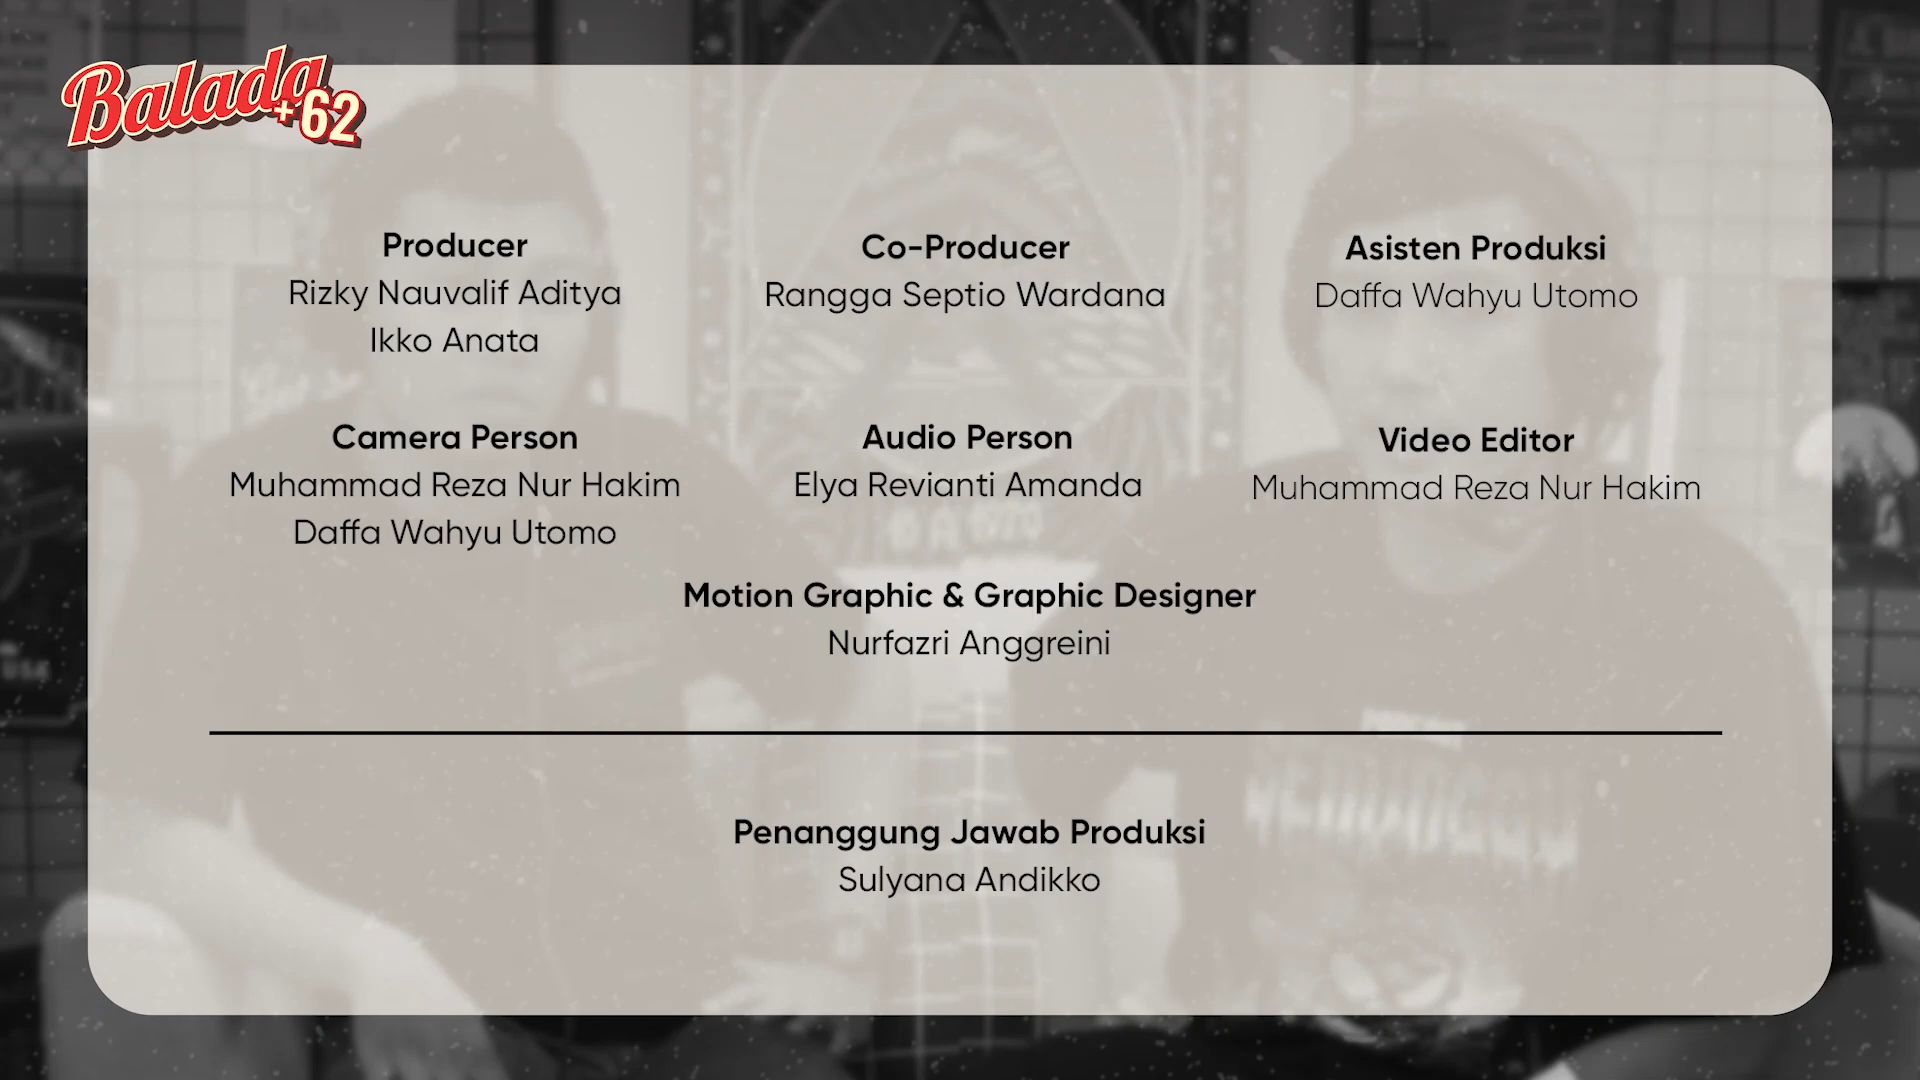 Balada
+62
Producer
Rizky Nauvalif Aditya
Ikko Anata
Co-Producer
Rangga Septio Wardana
Asisten Produksi
Daffa Wahyu Utomo
Camera Person
Muhammad Reza Nur Hakim
Daffa Wahyu Utomo
Audio Person
Elya Revianti Amanda
Video Editor
Muhammad Reza Nur Hakim
Motion Graphic & Graphic Designer
Nurfazri Anggreini
Penanggung Jawab Produksi
Sulyana Andikko